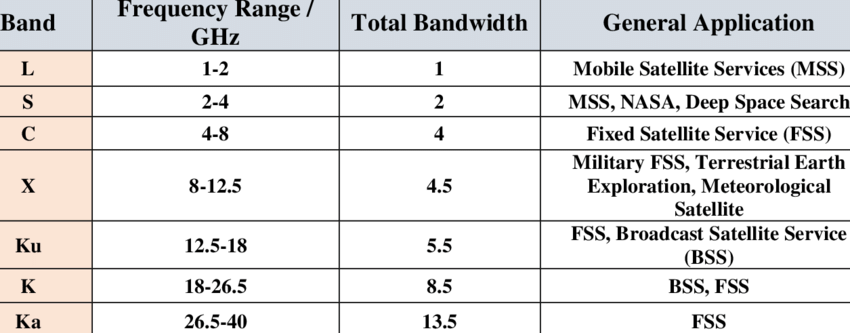 Band Frequency Range / GHz Total Bandwidth General Application
L 1-2 1 Mobile Satellite Services (MSS)
S 2-4 2 MSS, NASA, Deep Space Search
C 4-8 4 Fixed Satellite Service (FSS)
X 8-12.5 4.5 Military FSS, Terrestrial Earth
Exploration, Meteorological
Satellite
Ku 12.5-18 5.5 FSS, Broadcast Satellite Service
(BSS)
K 18-26.5 8.5 BSS, FSS
Ka 26.5-40 13.5 FSS